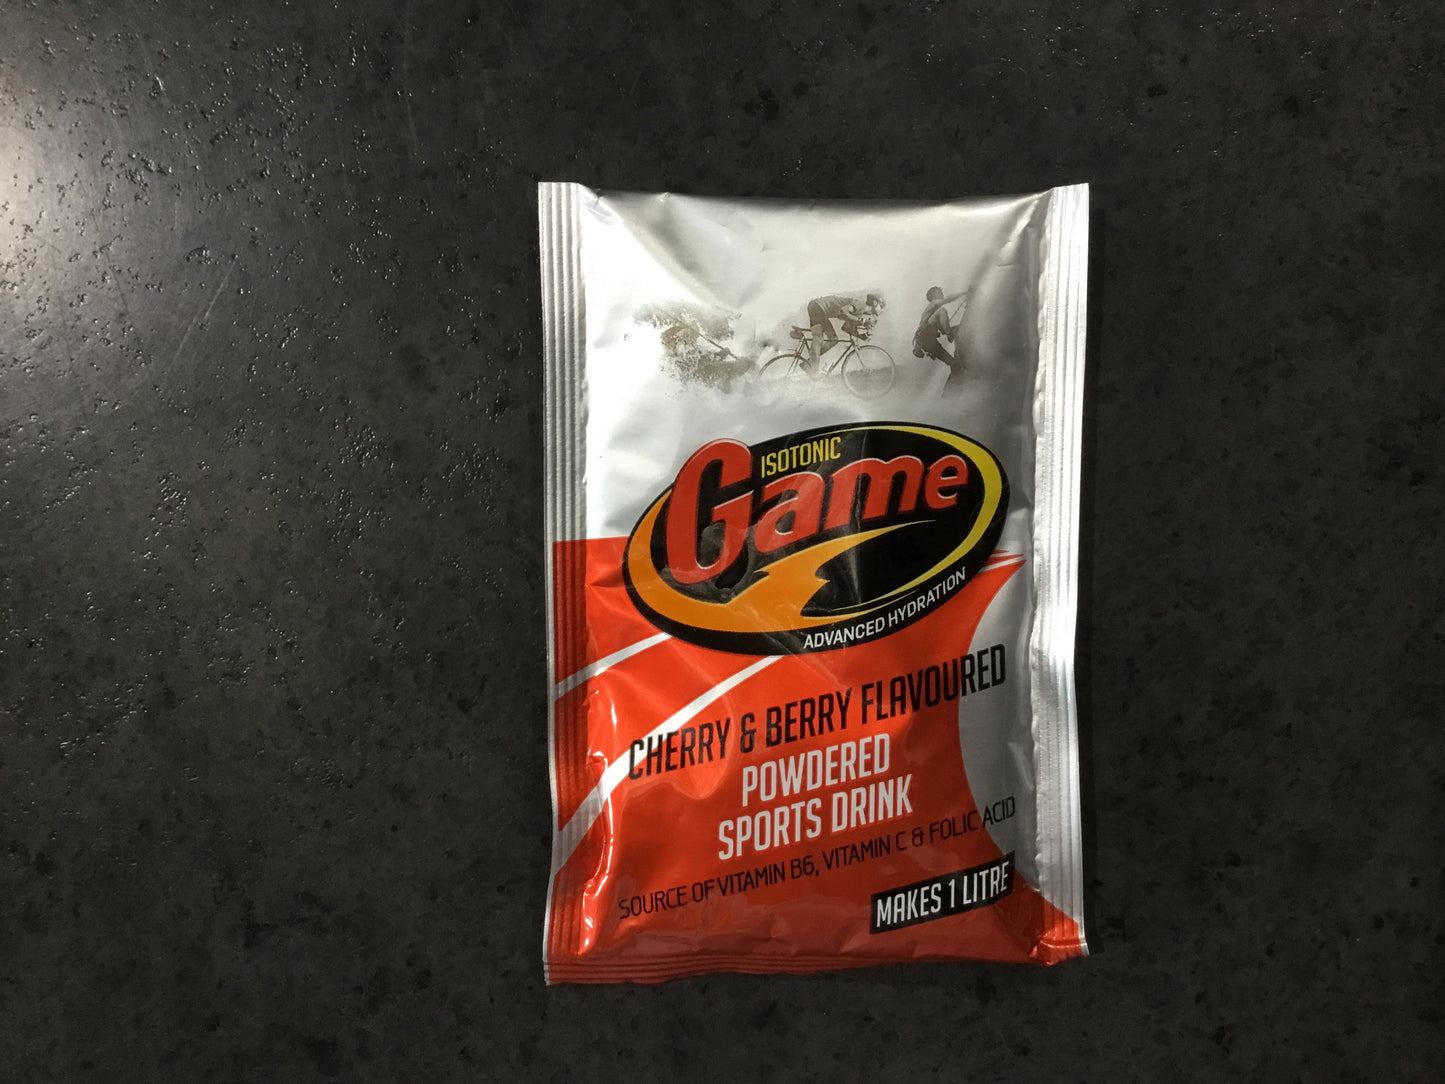 ISOTONIC
Game
ADVANCED HYDRATION
CHERRY & BERRY FLAVOURED
POWDERED
SPORTS DRINK
SOURCE OF VITAMIN B6, VITAMIN C & FOLIC ACID
MAKES 1 LITRE